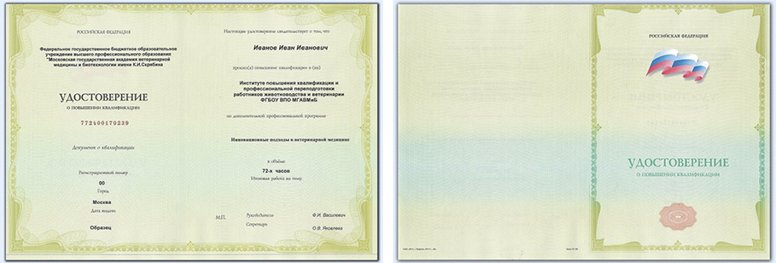 РОССИЙСКАЯ ФЕДЕРАЦИЯ
Федеральное государственное бюджетное образовательное
учреждение высшего профессионального образования
"Московская государственная академия ветеринарной
медицины и биотехнологии имени К.И.Скрябина
УДОСТОВЕРЕНИЕ
О ПОВЫШЕНИИ КВАЛИФИКАЦИИ
772400170239
Документ о квалификации
Регистрационный номер
00
Город
Москва
Дата выдачи
Образец
Настоящее удостоверение свидетельствует о том, что
Иванов Иван Иванович
прошел(а) повышение квалификации в (на)
Институте повышения квалификации и
профессиональной переподготовки
работников животноводства и ветеринарии
ФГБОУ ВПО МГАВМиБ
по дополнительной профессиональной программе
Инновационные подходы в ветеринарной медицине
в объёме
72-х часов
Итоговая работа на тему
М.П.
Руководитель
Ф.И. Василевич
Секретарь
О.В. Яковлева
РОССИЙСКАЯ ФЕДЕРАЦИЯ
УДОСТОВЕРЕНИЕ
О ПОВЫШЕНИИ КВАЛИФИКАЦИИ